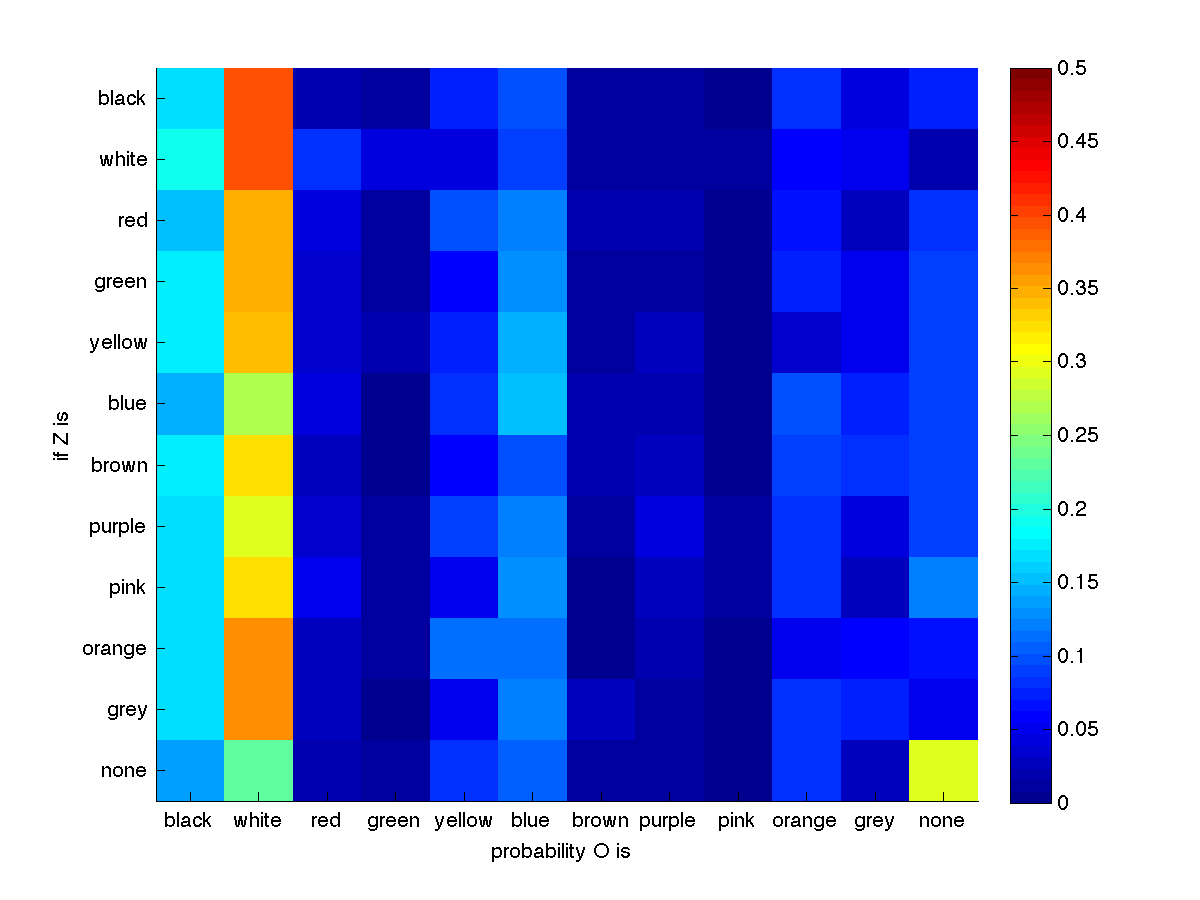 black
white
red
green
yellow
blue
brown
purple
pink
orange
grey
none
if Z is
black white red green yellow blue brown purple pink orange grey none
probability O is
0.5
0.45
0.4
0.35
0.3
0.25
0.2
0.15
0.1
0.05
0